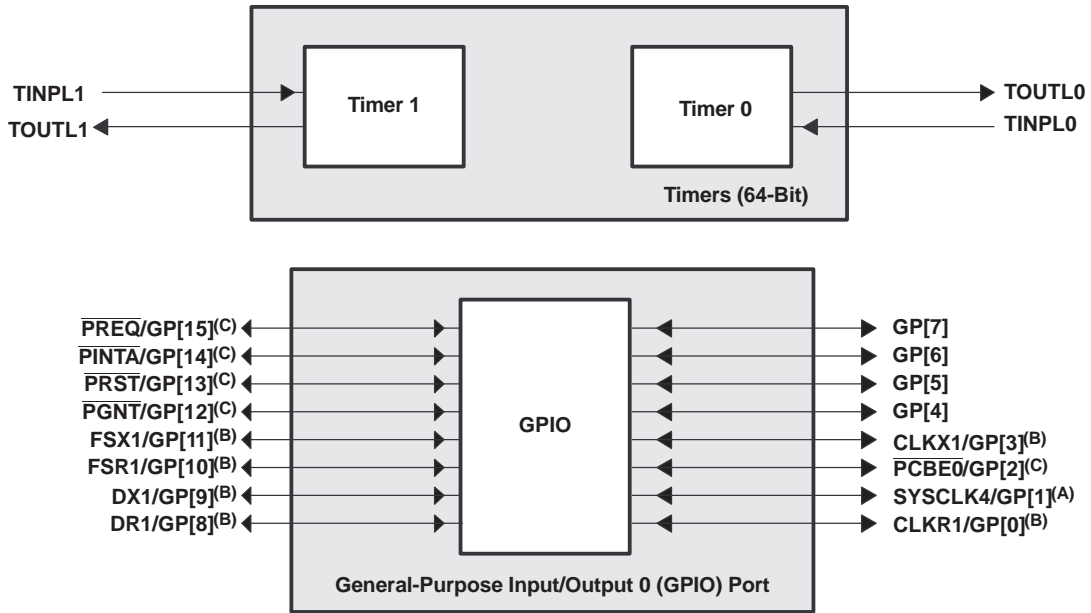 TINPL1
TOUTL1
Timer 1
Timer 0
TOUTL0
TINPL0
Timers (64-Bit)
PREQ/GP[15](C)
PINTA/GP[14](C)
PRST/GP[13](C)
PGNT/GP[12](C)
FSX1/GP[11](B)
FSR1/GP[10](B)
DX1/GP[9](B)
DR1/GP[8](B)
GPIO
GP[7]
GP[6]
GP[5]
GP[4]
CLKX1/GP[3](B)
PCBE0/GP[2](C)
SYSCLK4/GP[1](A)
CLKR1/GP[0](B)
General-Purpose Input/Output 0 (GPIO) Port